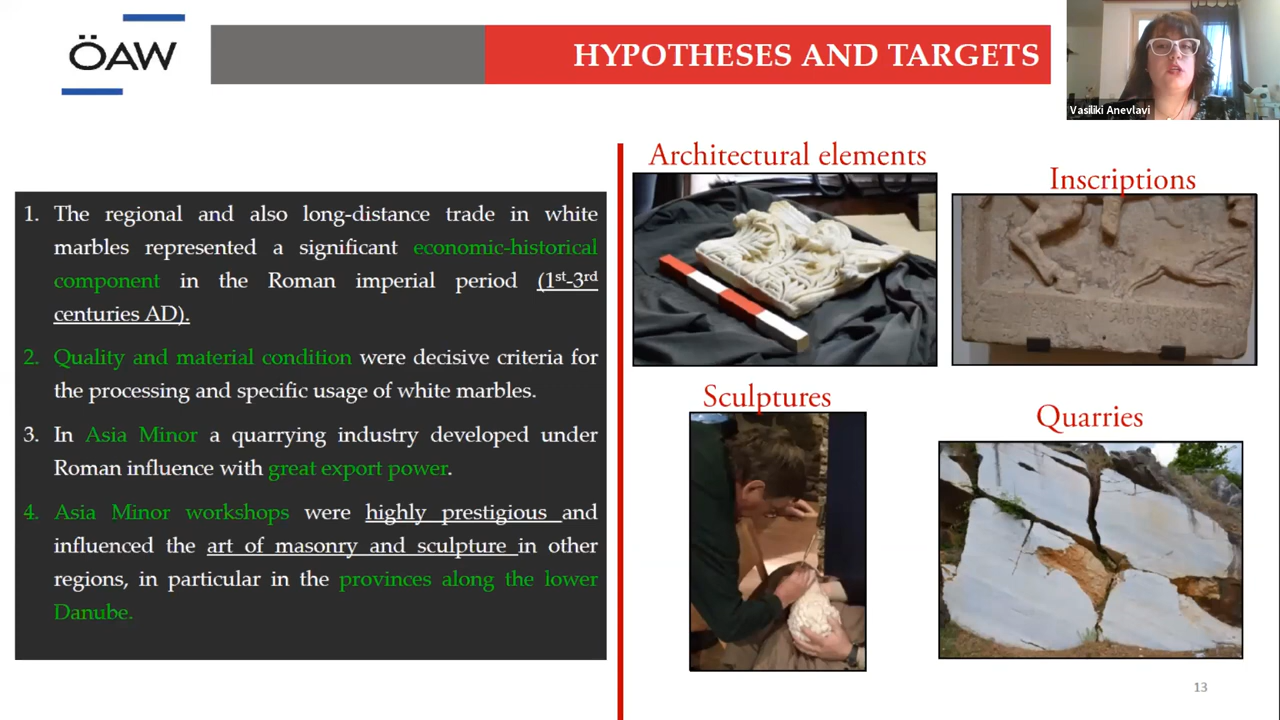 ÖAW
HYPOTHESES AND TARGETS
Vasiliki Anevlavi
1. The regional and also long-distance trade in white
marbles represented a significant economic-historical
component in the Roman imperial period (1st-3rd
centuries AD).
2. Quality and material condition were decisive criteria for
the processing and specific usage of white marbles.
3. In Asia Minor a quarrying industry developed under
Roman influence with great export power.
4. Asia Minor workshops were highly prestigious and
influenced the art of masonry and sculpture in other
regions, in particular in the provinces along the lower
Danube.
Architectural elements
Inscriptions
Sculptures
Quarries
13